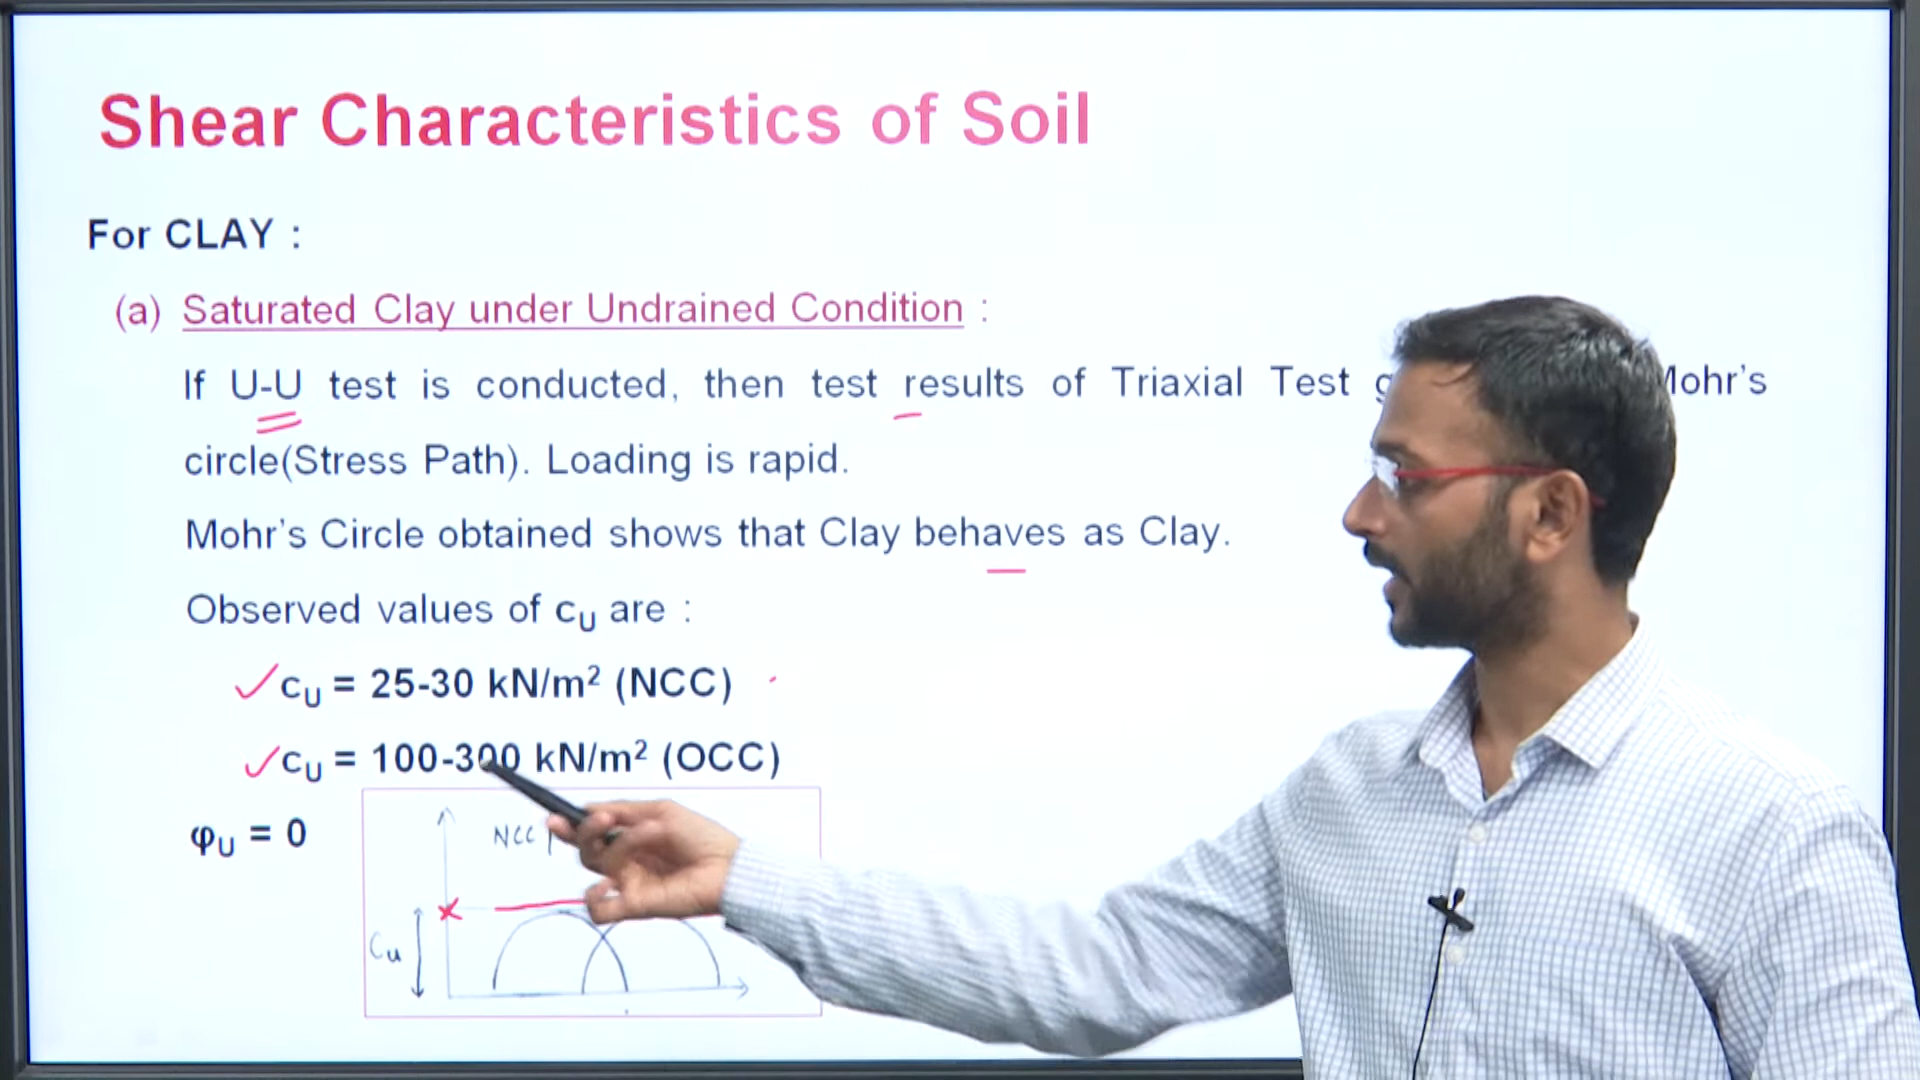 Shear Characteristics of Soil
For CLAY :
(a) Saturated Clay under Undrained Condition :
If U-U test is conducted, then test results of Triaxial Test Mohr's
circle(Stress Path). Loading is rapid.
Mohr's Circle obtained shows that Clay behaves as Clay.
Observed values of cU are :
cU = 25-30 kN/m² (NCC)
cU = 100-300 kN/m² (OCC)
φU = 0
NCC
Cu